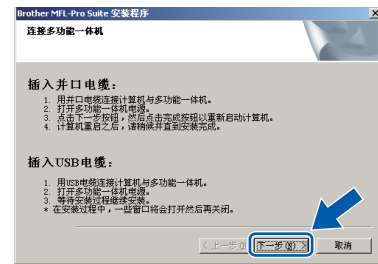 Brother MFL-Pro Suite 安装程序
连接多功能一体机
插入并口电缆：
1. 用并口电缆连接计算机与多功能一体机。
2. 打开多功能一体机电源。
3. 点击下一步按钮，然后点击完成按钮以重新启动计算机。
4. 计算机重启之后，请稍候并直到安装完成。
插入USB电缆：
1. 用USB电缆连接计算机与多功能一体机。
2. 打开多功能一体机电源。
3. 等待安装过程继续安装。
* 在安装过程中，一些窗口将会打开然后再关闭。
< 上一步(B) 下一步(N) > 取消